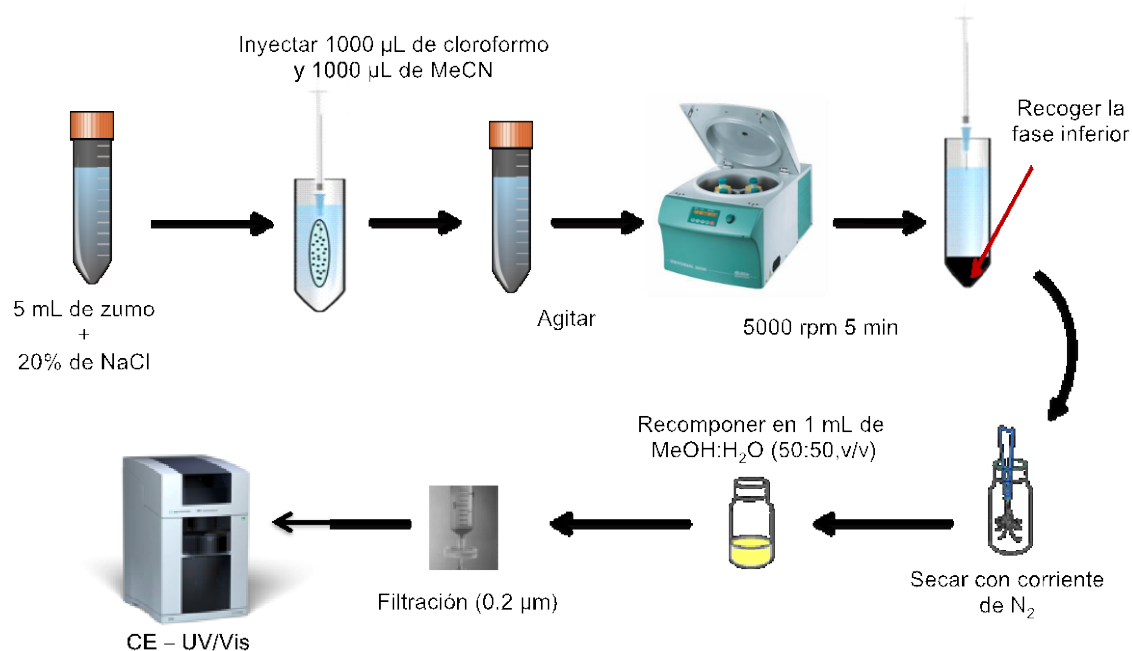 Inyectar 1000 µL de cloroformo
y 1000 µL de MeCN
Recoger la
fase inferior
5 mL de zumo
+
20% de NaCl
Agitar
5000 rpm 5 min
Recomponer en 1 mL de
MeOH:H₂O (50:50,v/v)
Secar con corriente
de N₂
Filtración (0.2 µm)
CE – UV/Vis